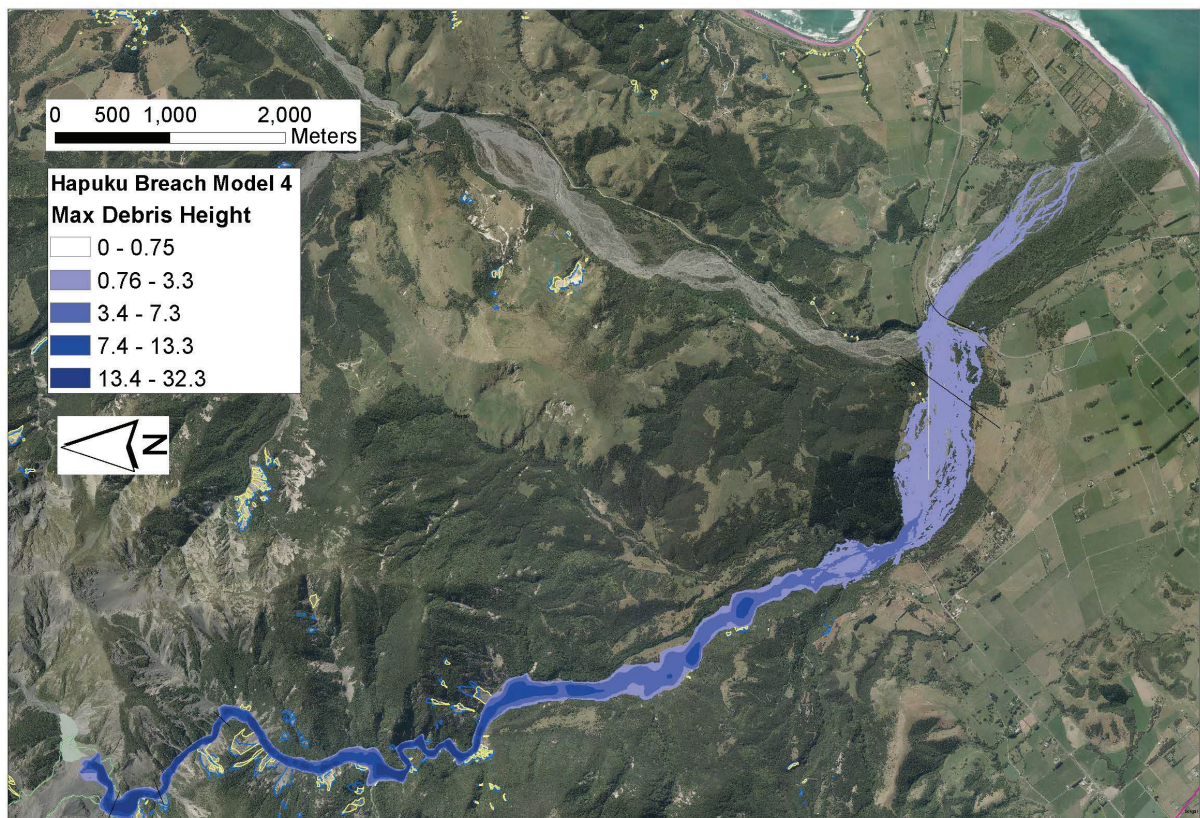 0 500 1,000 2,000
Meters
Hapuku Breach Model 4
Max Debris Height
0 - 0.75
0.76 - 3.3
3.4 - 7.3
7.4 - 13.3
13.4 - 32.3
N